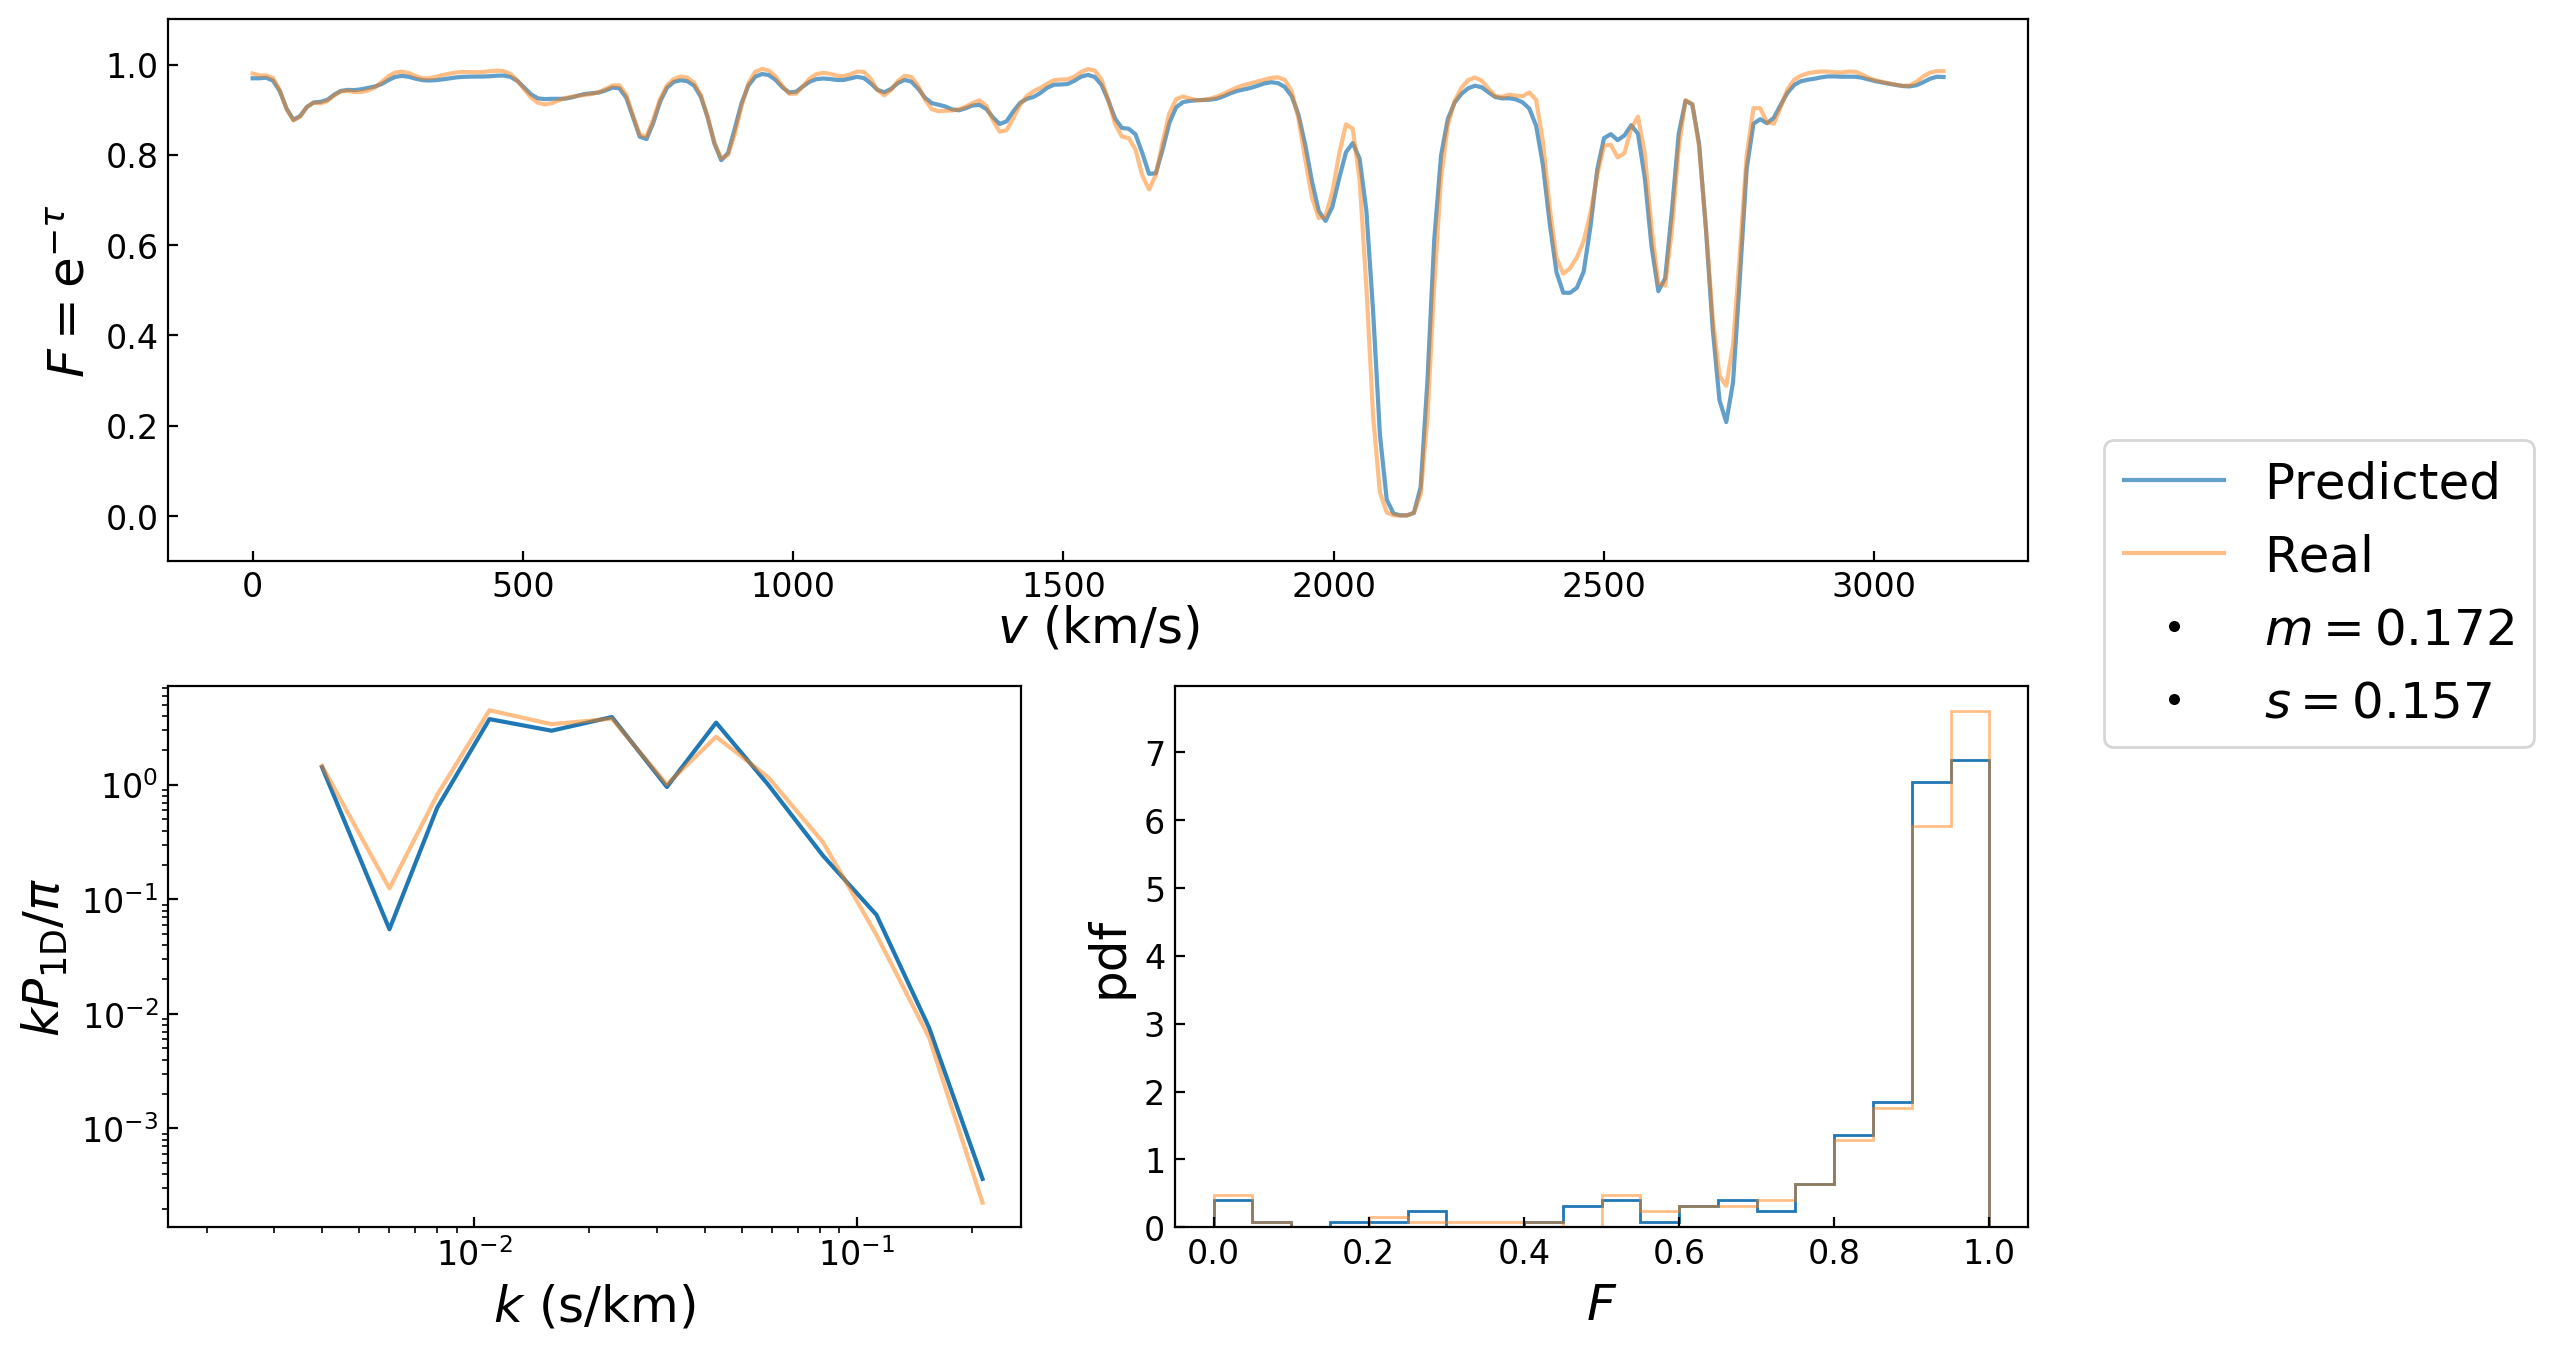 1.0
0.8
0.6
0.4
0.2
0.0
F = e^{−τ}
0 500 1000 1500 2000 2500 3000
v (km/s)
Predicted
Real
m = 0.172
s = 0.157
10^0
10^{−1}
10^{−2}
10^{−3}
kP_{1D}/π
10^{−2} 10^{−1}
k (s/km)
7
6
5
4
3
2
1
0
pdf
0.0 0.2 0.4 0.6 0.8 1.0
F